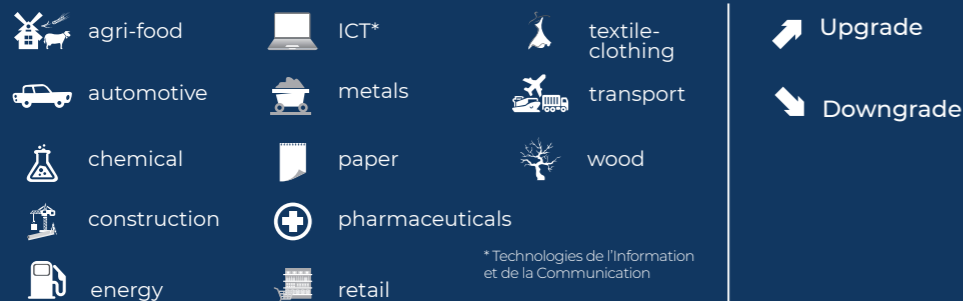 agri-food
automotive
chemical
construction
energy
ICT*
metals
paper
pharmaceuticals
retail
textile-
clothing
transport
wood
* Technologies de l'Information
et de la Communication
Upgrade
Downgrade